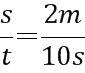 s/t = 2m/10s